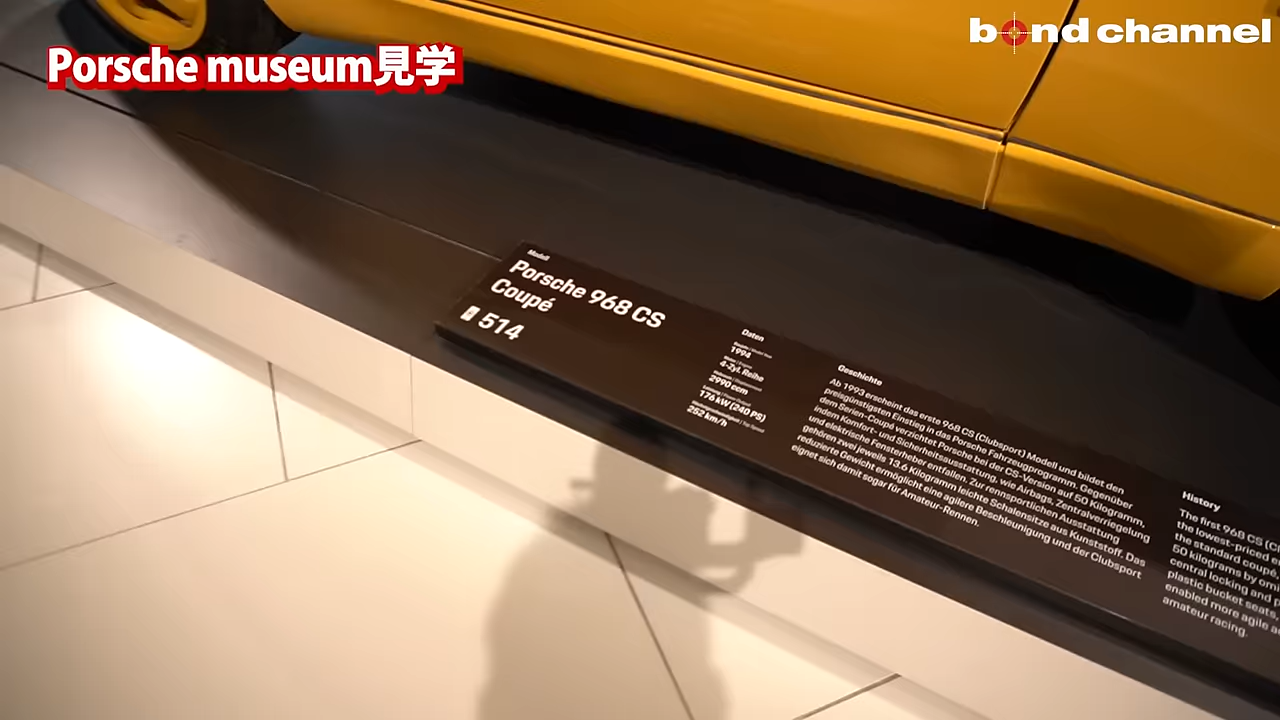 Porsche museum見学
bond channel
Modell
Porsche 968 CS
Coupé
514
Daten
1994
4-Zyl. Reihe
2990 ccm
176 kW (240 PS)
252 km/h
Geschichte
Ab 1993 erscheint das erste 968 CS (Clubsport) Modell und bildet den
preisgünstigsten Einstieg in das Porsche Fahrzeugprogramm. Gegenüber
dem Serien-Coupé verzichtet Porsche bei der CS-Version auf 50 Kilogramm,
indem Komfort- und Sicherheitsausstattung, wie Airbags, Zentralverriegelung
und elektrische Fensterheber entfallen. Zur rennsportlichen Ausstattung
gehören zwei jeweils 13,6 Kilogramm leichte Schalensitze aus Kunststoff. Das
reduzierte Gewicht ermöglicht eine agilere Beschleunigung und der Clubsport
eignet sich damit sogar für Amateur-Rennen.
History
The first 968 CS
the lowest-priced
the standard coupé,
50 kilograms by
central locking and
plastic bucket seats,
enabled more agile
amateur racing.